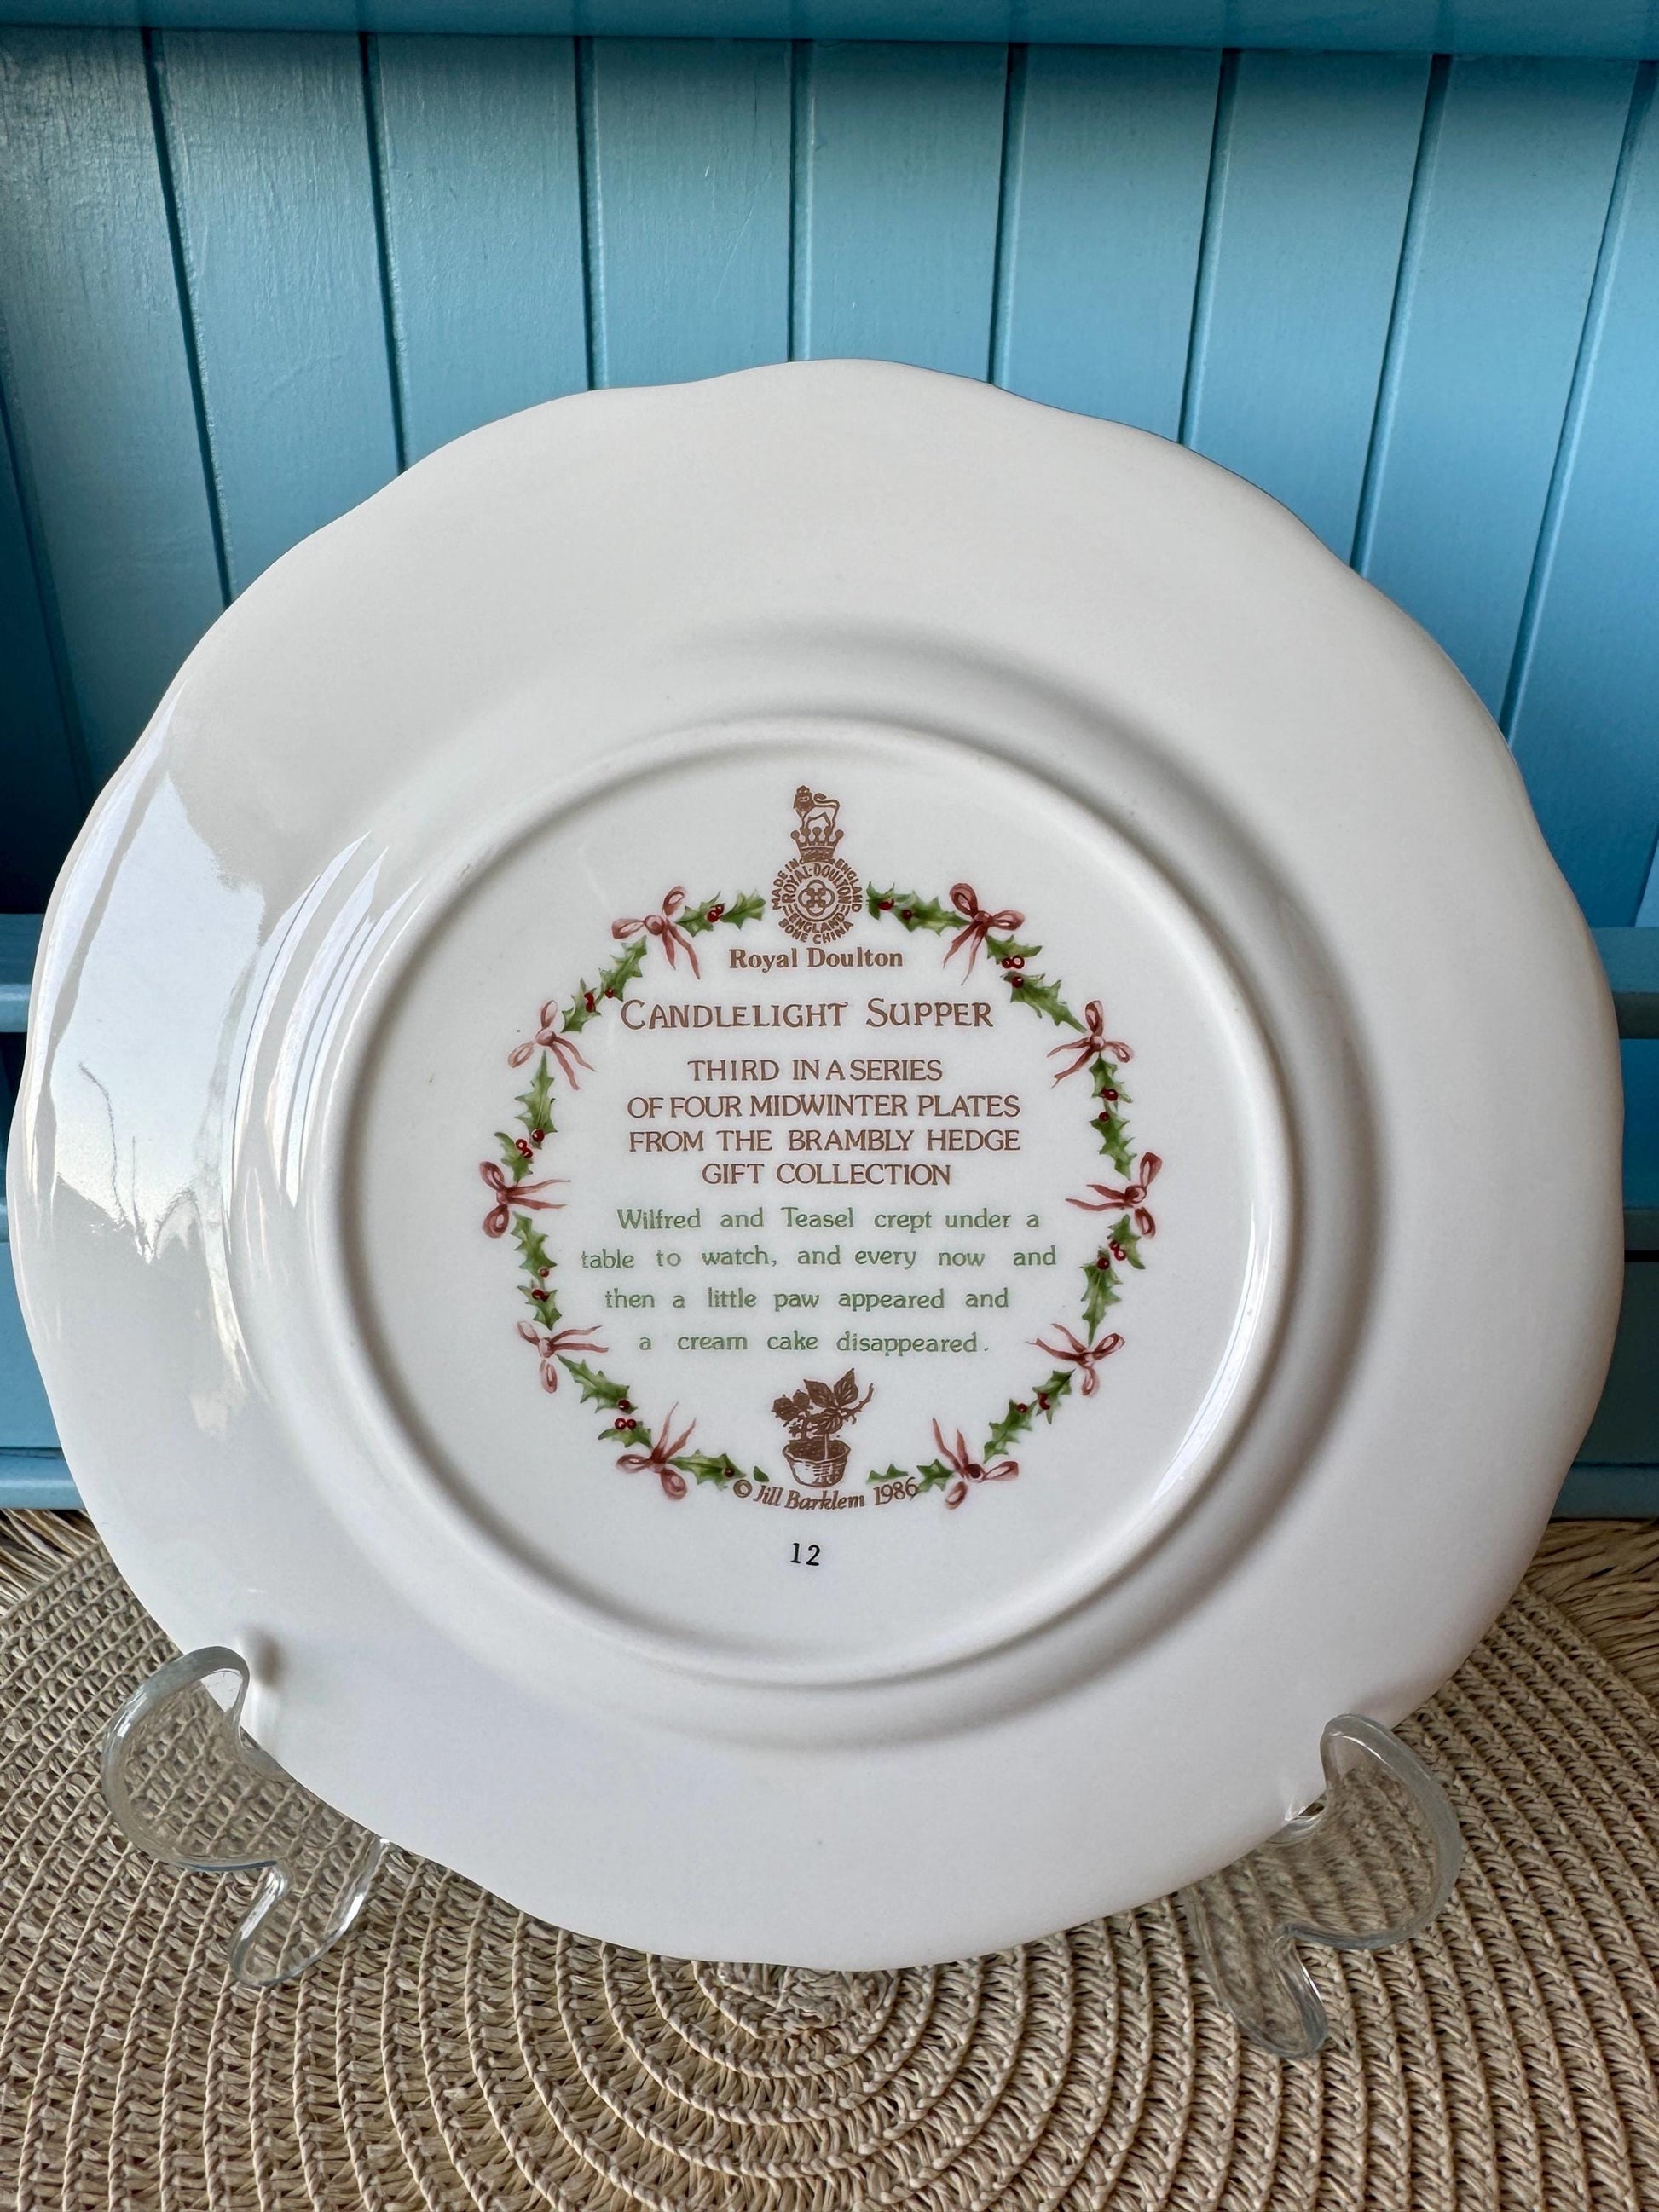 MADE IN ENGLAND
ROYAL · DOULTON
ENGLAND
BONE CHINA
Royal Doulton
CANDLELIGHT SUPPER
THIRD IN A SERIES
OF FOUR MIDWINTER PLATES
FROM THE BRAMBLY HEDGE
GIFT COLLECTION
Wilfred and Teasel crept under a
table to watch, and every now and
then a little paw appeared and
a cream cake disappeared.
© Jill Barklem 1986
12